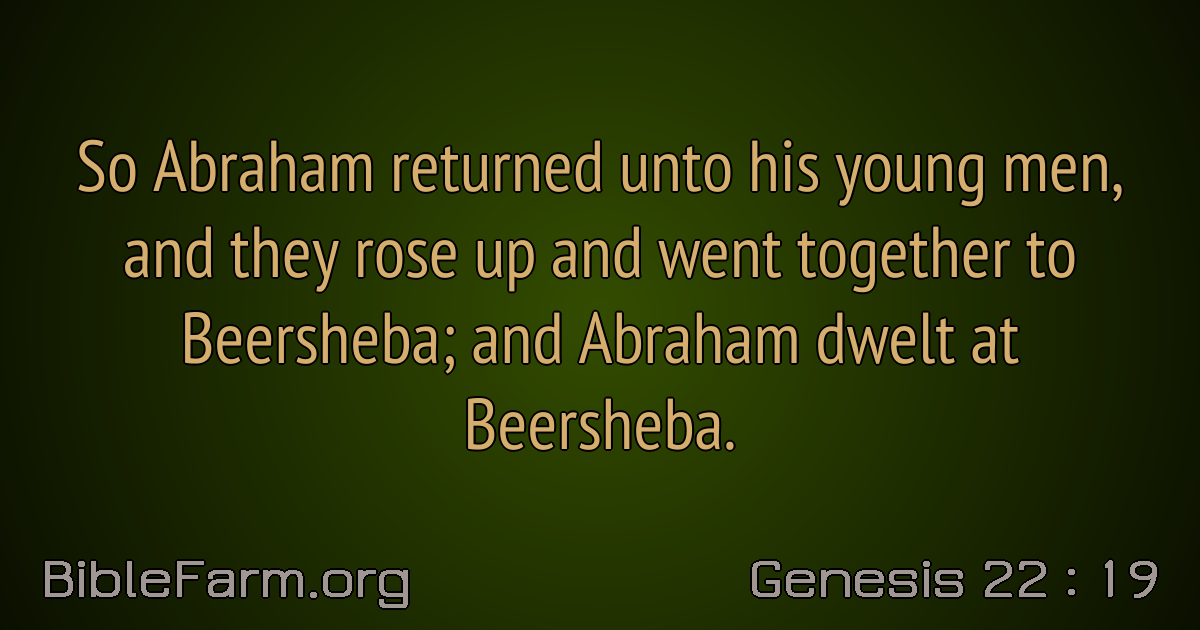 So Abraham returned unto his young men,
and they rose up and went together to
Beersheba; and Abraham dwelt at
Beersheba.
BibleFarm.org
Genesis 22 : 19